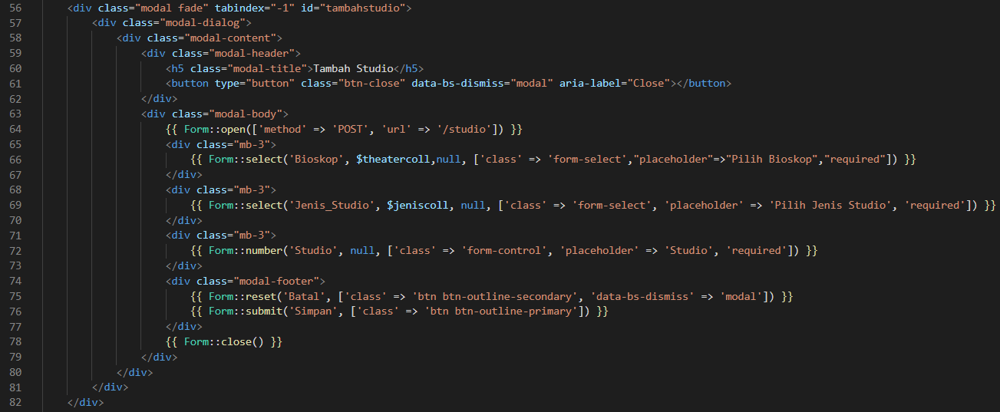 56 <div class="modal fade" tabindex="-1" id="tambahstudio">
57 <div class="modal-dialog">
58 <div class="modal-content">
59 <div class="modal-header">
60 <h5 class="modal-title">Tambah Studio</h5>
61 <button type="button" class="btn-close" data-bs-dismiss="modal" aria-label="Close"></button>
62 </div>
63 <div class="modal-body">
64 {{ Form::open(['method' => 'POST', 'url' => '/studio']) }}
65 <div class="mb-3">
66 {{ Form::select('Bioskop', $theatercoll,null, ['class' => 'form-select',"placeholder"=>"Pilih Bioskop","required"]) }}
67 </div>
68 <div class="mb-3">
69 {{ Form::select('Jenis_Studio', $jeniscoll, null, ['class' => 'form-select', 'placeholder' => 'Pilih Jenis Studio', 'required']) }}
70 </div>
71 <div class="mb-3">
72 {{ Form::number('Studio', null, ['class' => 'form-control', 'placeholder' => 'Studio', 'required']) }}
73 </div>
74 <div class="modal-footer">
75 {{ Form::reset('Batal', ['class' => 'btn btn-outline-secondary', 'data-bs-dismiss' => 'modal']) }}
76 {{ Form::submit('Simpan', ['class' => 'btn btn-outline-primary']) }}
77 </div>
78 {{ Form::close() }}
79 </div>
80 </div>
81 </div>
82 </div>